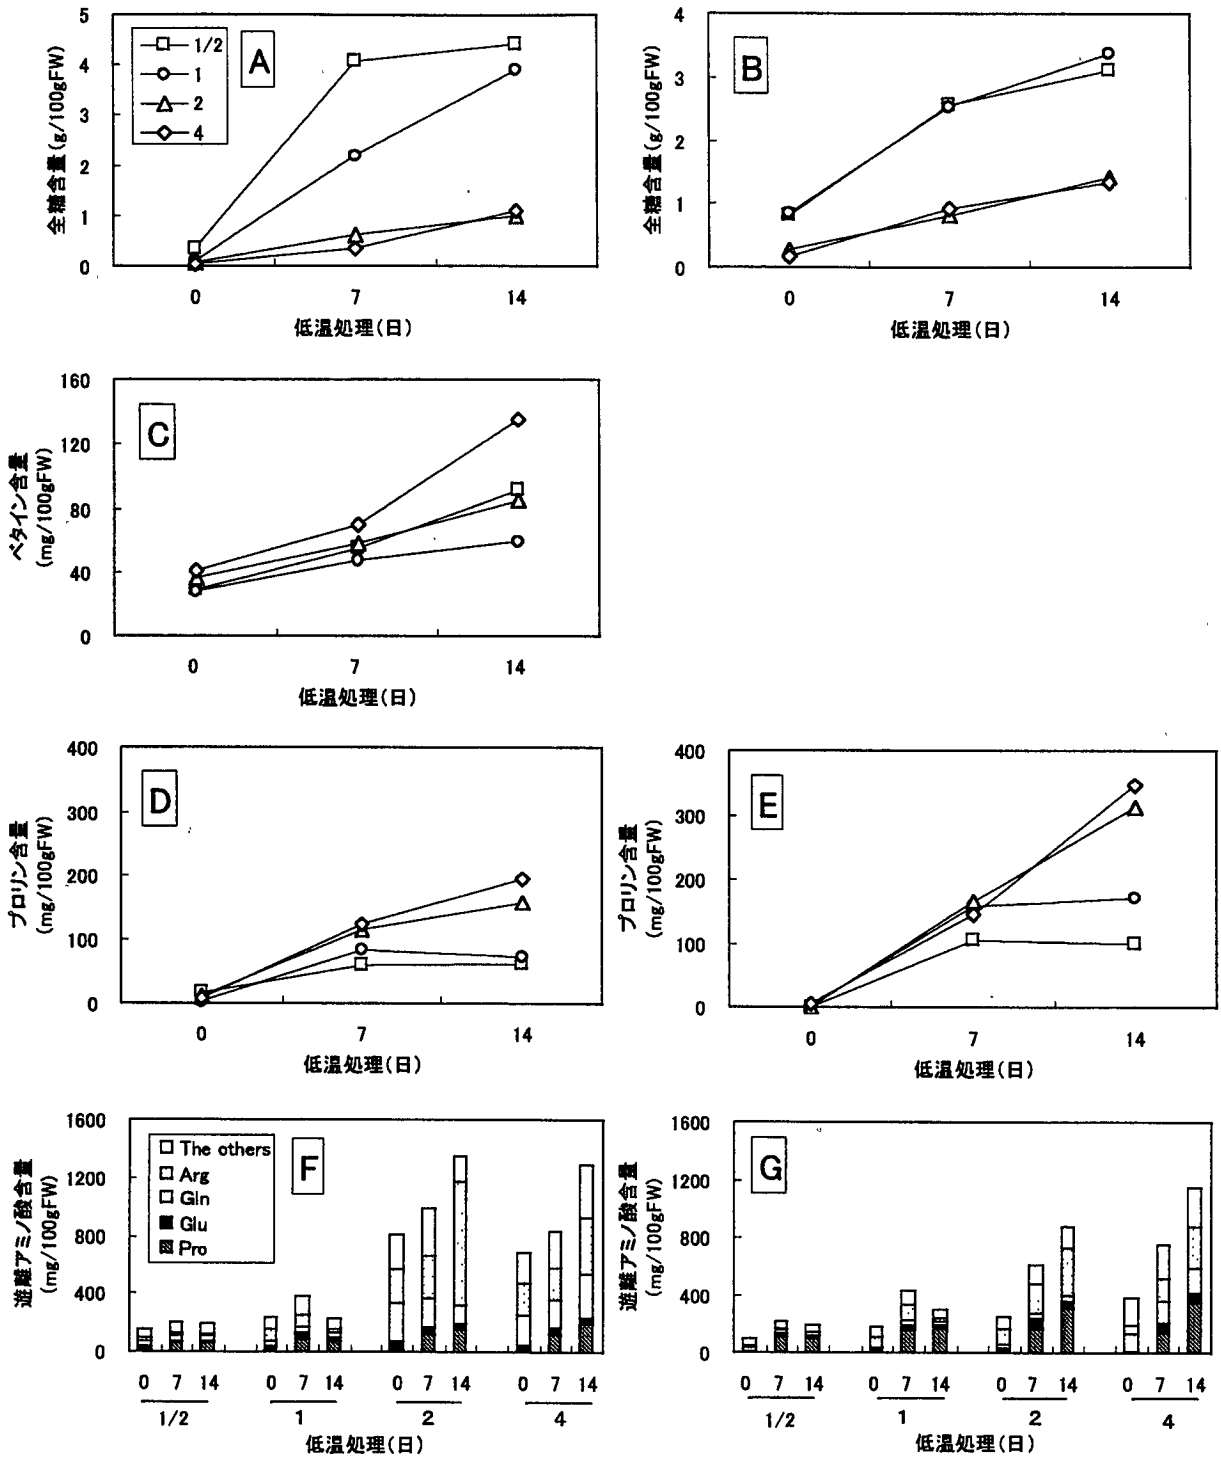 全糖含量(g/100gFW)
5
4
3
2
1
0
1/2
1
2
4
A
0 7 14
低温処理(日)
全糖含量(g/100gFW)
4
3
2
1
0
B
0 7 14
低温処理(日)
ベタイン含量
(mg/100gFW)
160
120
80
40
0
C
0 7 14
低温処理(日)
プロリン含量
(mg/100gFW)
400
300
200
100
0
D
0 7 14
低温処理(日)
プロリン含量
(mg/100gFW)
400
300
200
100
0
E
0 7 14
低温処理(日)
遊離アミノ酸含量
(mg/100gFW)
1600
1200
800
400
0
The others
Arg
Gln
Glu
Pro
F
0 7 14 0 7 14 0 7 14 0 7 14
1/2 1 2 4
低温処理(日)
遊離アミノ酸含量
(mg/100gFW)
1600
1200
800
400
0
G
0 7 14 0 7 14 0 7 14 0 7 14
1/2 1 2 4
低温処理(日)